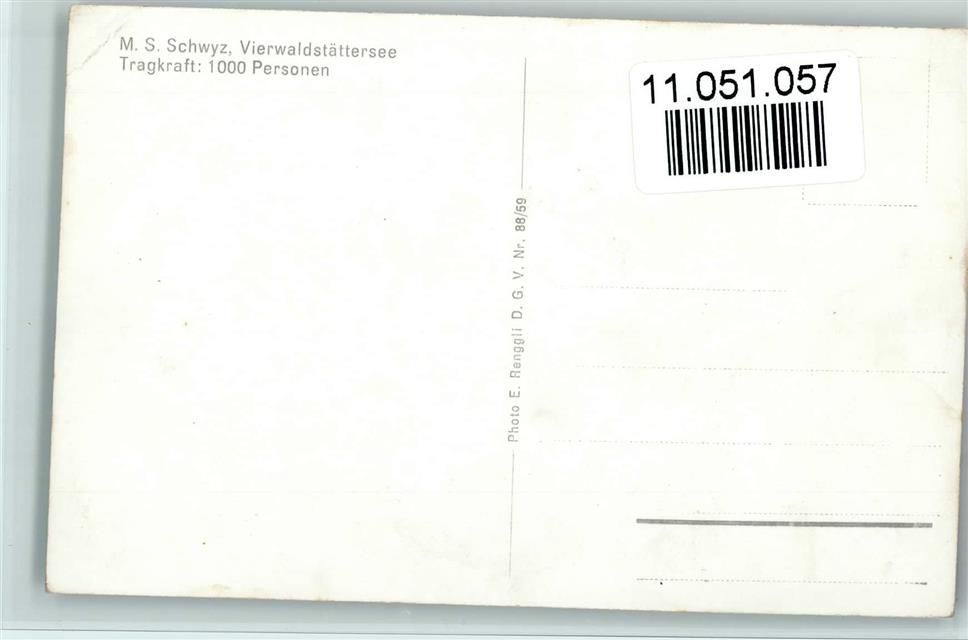 M. S. Schwyz, Vierwaldstättersee
Tragkraft: 1000 Personen
11.051.057
Photo E. Renggli D. G. V. Nr. 88/59